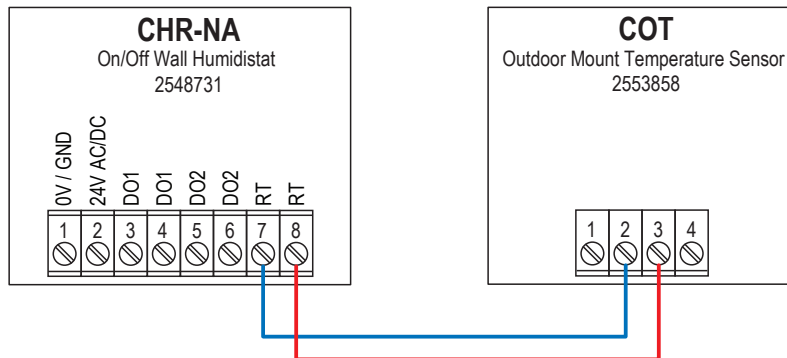 CHR-NA
On/Off Wall Humidistat
2548731
0V / GND
24V AC/DC
DO1
DO1
DO2
DO2
RT
RT
1 2 3 4 5 6 7 8
COT
Outdoor Mount Temperature Sensor
2553858
1 2 3 4